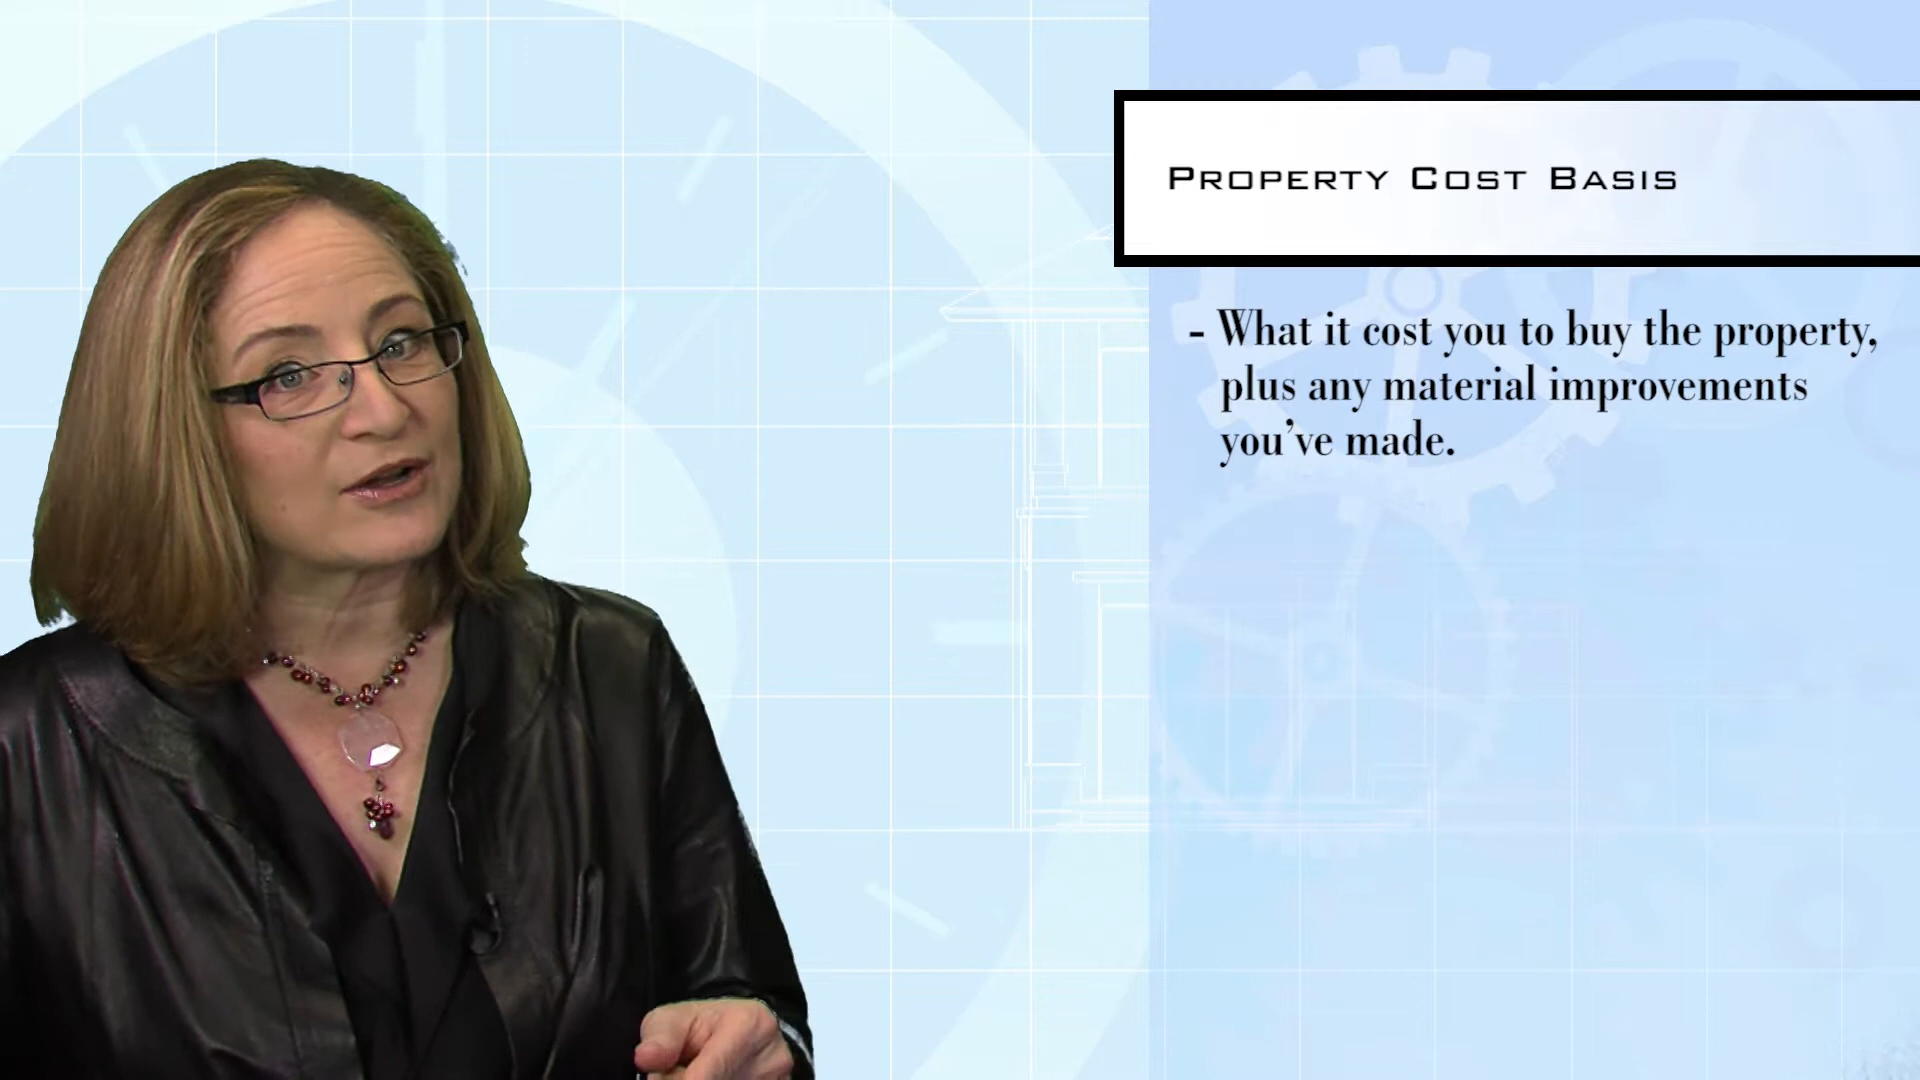 Property Cost Basis
- What it cost you to buy the property,
plus any material improvements
you've made.